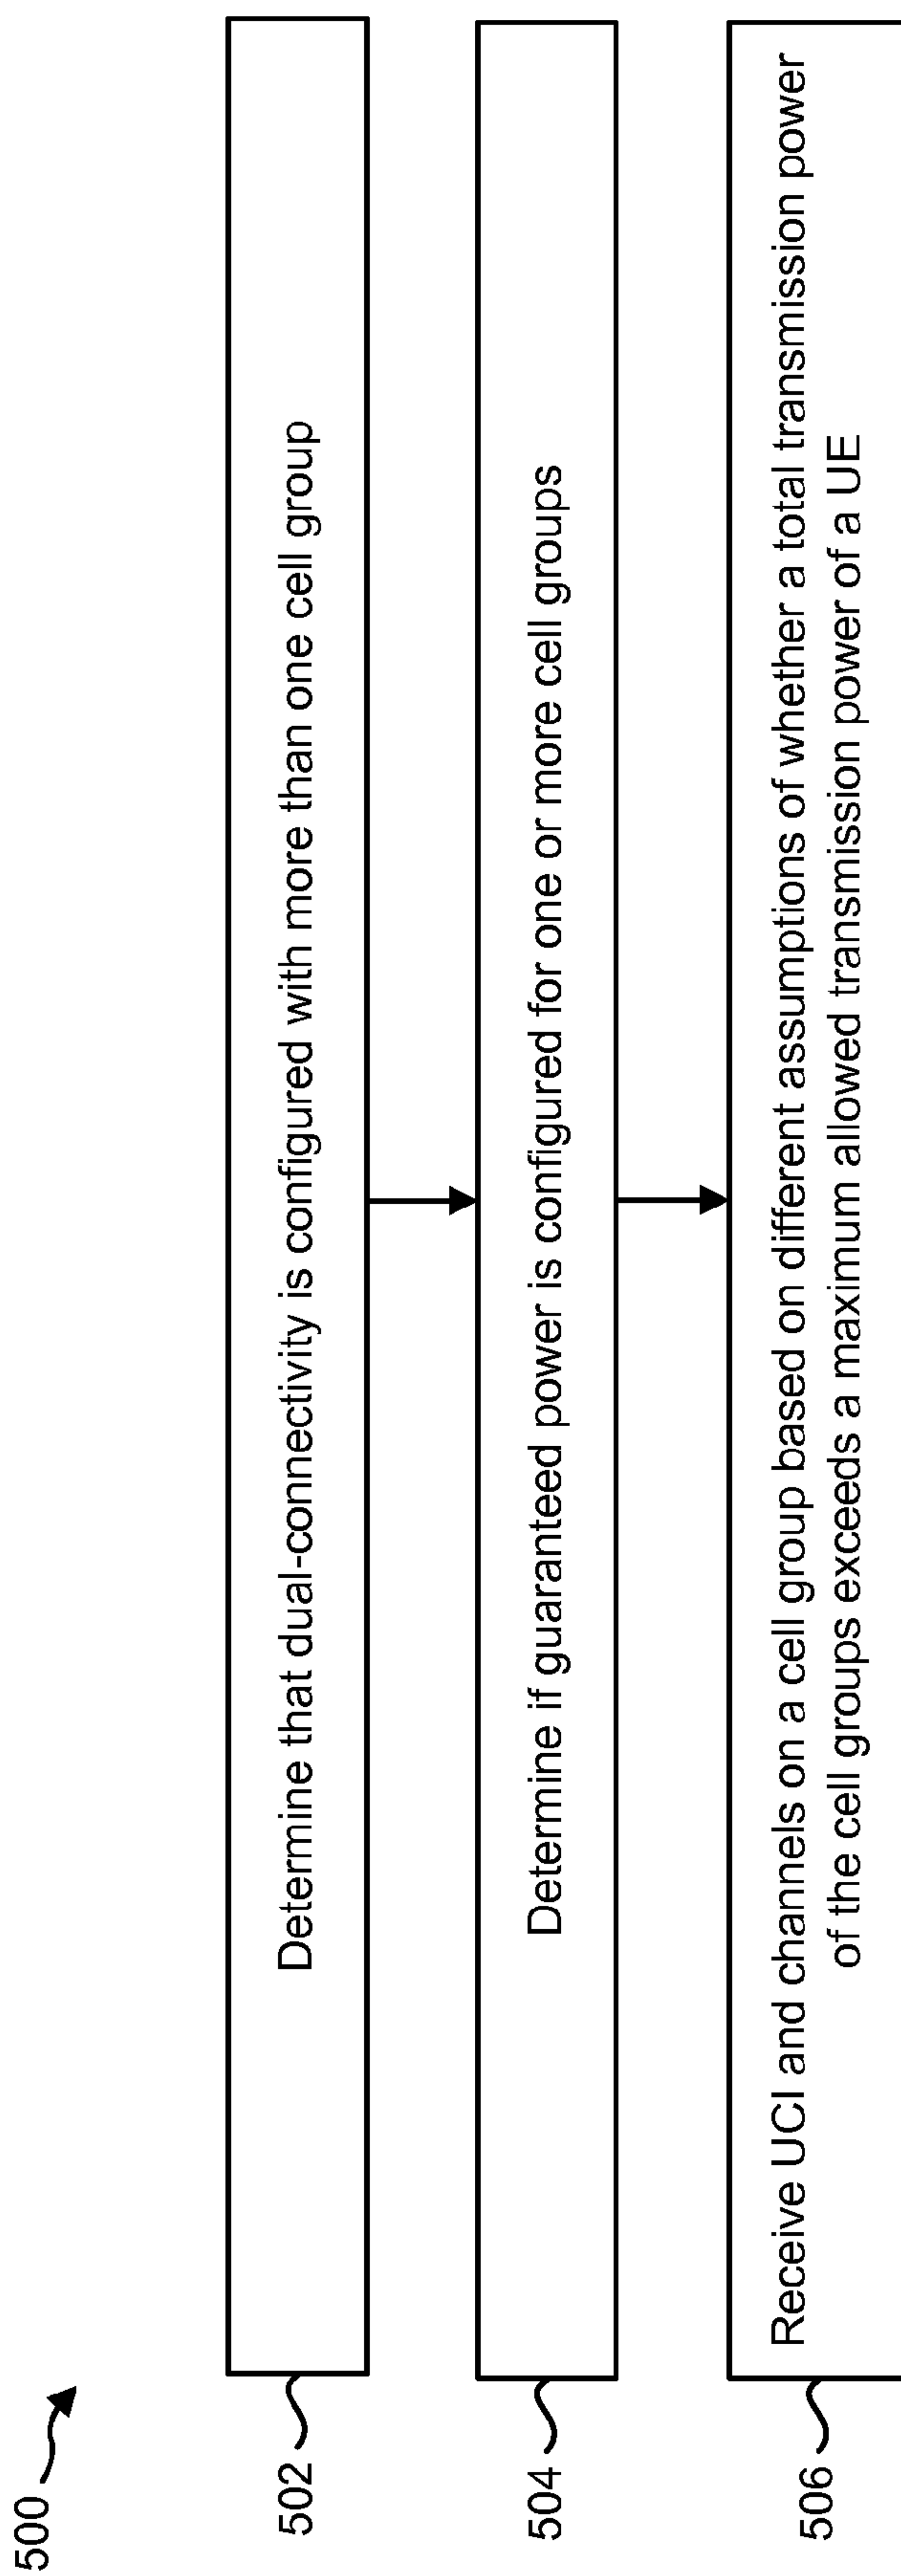 500
502
Determine that dual-connectivity is configured with more than one cell group
504
Determine if guaranteed power is configured for one or more cell groups
506
Receive UCI and channels on a cell group based on different assumptions of whether a total transmission power
of the cell groups exceeds a maximum allowed transmission power of a UE